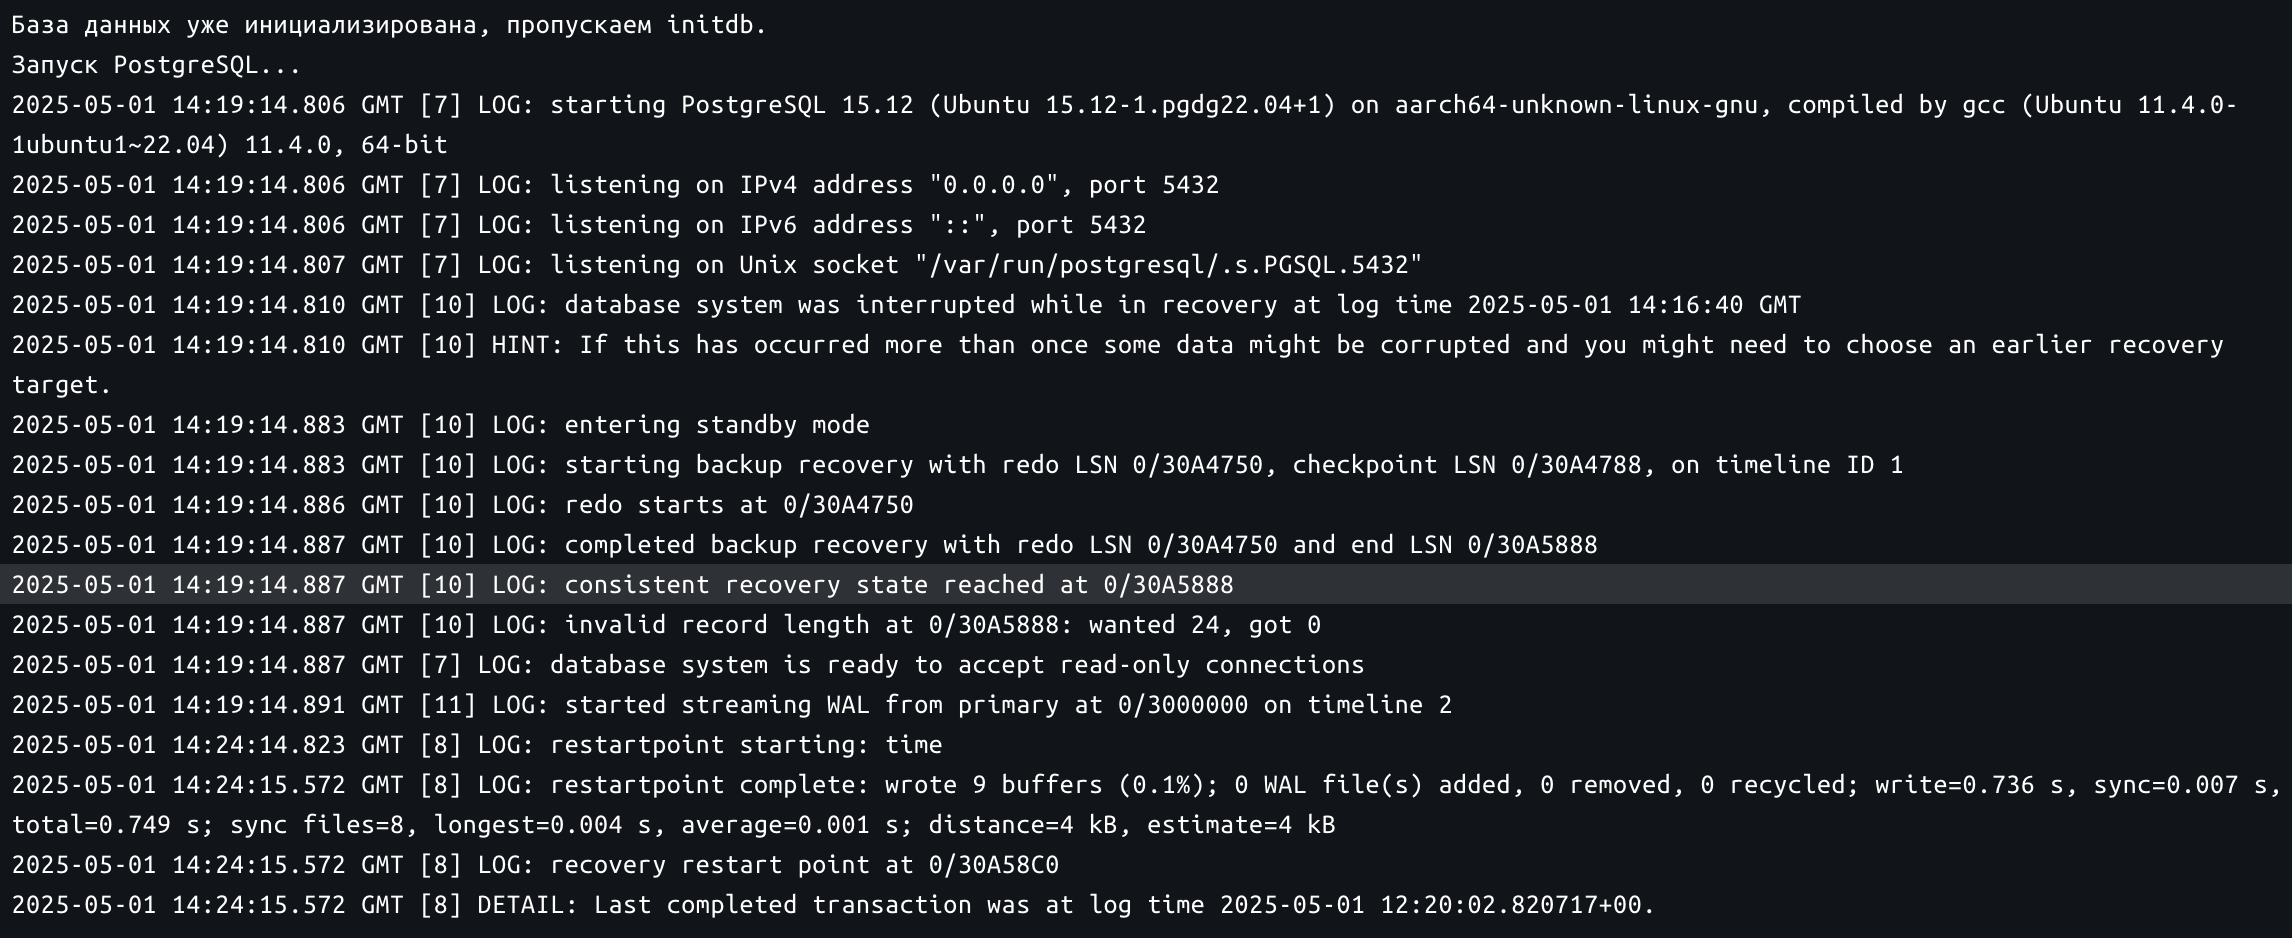 База данных уже инициализирована, пропускаем initdb.
Запуск PostgreSQL...
2025-05-01 14:19:14.806 GMT [7] LOG: starting PostgreSQL 15.12 (Ubuntu 15.12-1.pgdg22.04+1) on aarch64-unknown-linux-gnu, compiled by gcc (Ubuntu 11.4.0-
1ubuntu1~22.04) 11.4.0, 64-bit
2025-05-01 14:19:14.806 GMT [7] LOG: listening on IPv4 address "0.0.0.0", port 5432
2025-05-01 14:19:14.806 GMT [7] LOG: listening on IPv6 address "::", port 5432
2025-05-01 14:19:14.807 GMT [7] LOG: listening on Unix socket "/var/run/postgresql/.s.PGSQL.5432"
2025-05-01 14:19:14.810 GMT [10] LOG: database system was interrupted while in recovery at log time 2025-05-01 14:16:40 GMT
2025-05-01 14:19:14.810 GMT [10] HINT: If this has occurred more than once some data might be corrupted and you might need to choose an earlier recovery
target.
2025-05-01 14:19:14.883 GMT [10] LOG: entering standby mode
2025-05-01 14:19:14.883 GMT [10] LOG: starting backup recovery with redo LSN 0/30A4750, checkpoint LSN 0/30A4788, on timeline ID 1
2025-05-01 14:19:14.886 GMT [10] LOG: redo starts at 0/30A4750
2025-05-01 14:19:14.887 GMT [10] LOG: completed backup recovery with redo LSN 0/30A4750 and end LSN 0/30A5888
2025-05-01 14:19:14.887 GMT [10] LOG: consistent recovery state reached at 0/30A5888
2025-05-01 14:19:14.887 GMT [10] LOG: invalid record length at 0/30A5888: wanted 24, got 0
2025-05-01 14:19:14.887 GMT [7] LOG: database system is ready to accept read-only connections
2025-05-01 14:19:14.891 GMT [11] LOG: started streaming WAL from primary at 0/3000000 on timeline 2
2025-05-01 14:24:14.823 GMT [8] LOG: restartpoint starting: time
2025-05-01 14:24:15.572 GMT [8] LOG: restartpoint complete: wrote 9 buffers (0.1%); 0 WAL file(s) added, 0 removed, 0 recycled; write=0.736 s, sync=0.007 s,
total=0.749 s; sync files=8, longest=0.004 s, average=0.001 s; distance=4 kB, estimate=4 kB
2025-05-01 14:24:15.572 GMT [8] LOG: recovery restart point at 0/30A58C0
2025-05-01 14:24:15.572 GMT [8] DETAIL: Last completed transaction was at log time 2025-05-01 12:20:02.820717+00.